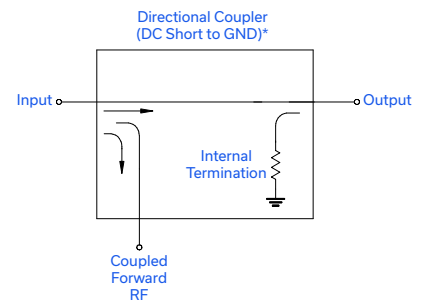 Directional Coupler
(DC Short to GND)*
Input
Output
Internal
Termination
Coupled
Forward
RF